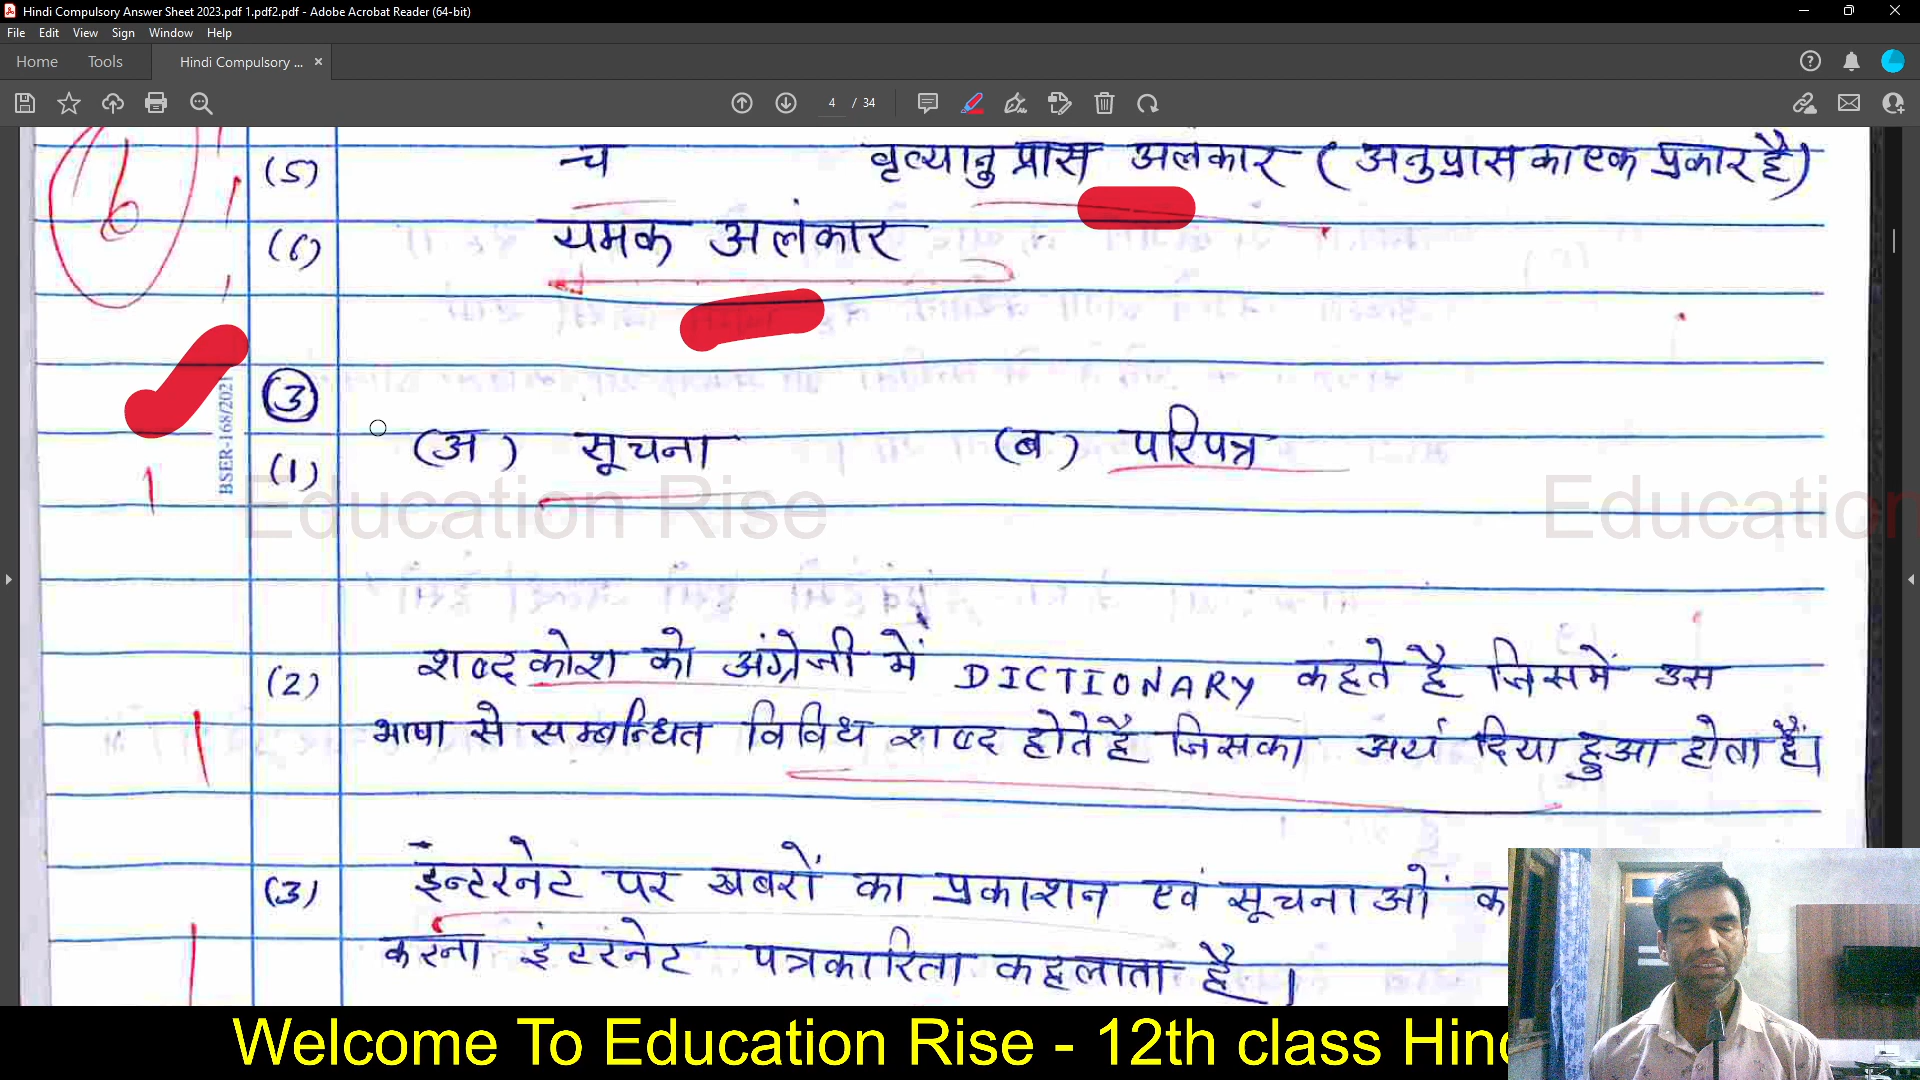 Hindi Compulsory Answer Sheet 2023.pdf 1.pdf2.pdf - Adobe Acrobat Reader (64-bit)
File Edit View Sign Window Help
Home Tools Hindi Compulsory ... ×
4 / 34
6
(5) च वृत्यानुप्रास अलंकार ( अनुप्रास का एक प्रकार है)
(6) यमक अलंकार
(3)
(1) (अ) सूचना (ब) परिपत्र
1
BSER-168/2021
Education Rise
Educatio
(2) शब्दकोश को अंग्रेजी में DICTIONARY कहते है जिसमें उस
भाषा से सम्बन्धित विविध शब्द होते है जिसका अर्थ दिया हुआ होता हैं।
1
(3) इन्टरनेट पर खबरों का प्रकाशन एवं सूचनाओं क
करना इंटरनेट पत्रकारिता कहलाता है।
1
Welcome To Education Rise - 12th class Hin